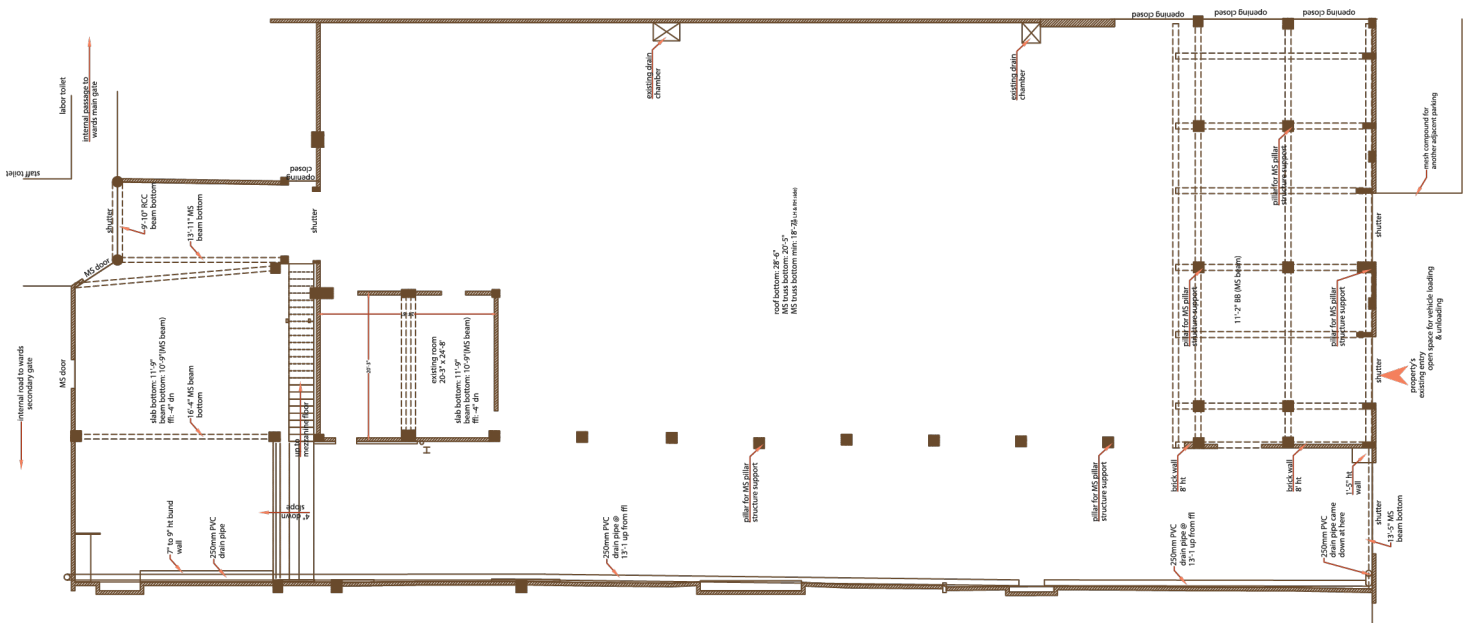 opening closed
opening closed
opening closed
labor toilet
internal passage to
wards main gate
staff toilet
existing drain
chamber
existing drain
chamber
mesh compound for
another adjacent parking
opening
closed
shutter
9'-10" RCC
beam bottom
13'-11" MS
beam bottom
shutter
MS door
pillar for MS pillar
structure support
shutter
roof bottom: 28'-6"
MS truss bottom: 20'-5"
MS truss bottom min: 18'-7"
11'-2" BB (MS beam)
pillar for MS pillar
structure support
pillar for MS pillar
structure support
internal road to wards
secondary gate
MS door
slab bottom: 11'-9"
beam bottom: 10'-9"(MS beam)
ffl: -4" dn
16'-4" MS beam
bottom
up to
mezzanine floor
existing room
20-3" x 24'-8'
slab bottom: 11'-9"
beam bottom: 10'-9"(MS beam)
ffl: -4" dn
shutter
property's
existing entry
open space for vehicle loading
& unloading
4" down
slope
7" to 9" ht bund
wall
250mm PVC
drain pipe
250mm PVC
drain pipe @
13'-1 up from ffl
pillar for MS pillar
structure support
pillar for MS pillar
structure support
brick wall
8' ht
brick wall
8' ht
1'-5" ht
wall
250mm PVC
drain pipe @
13'-1 up from ffl
250mm PVC
drain pipe came
down at here
shutter
13'-5" MS
beam bottom